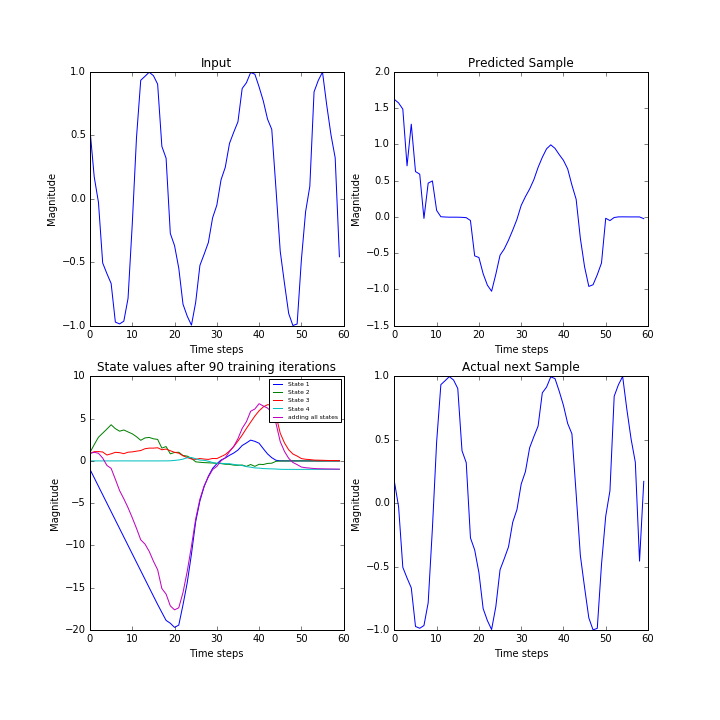 Input
Magnitude
1.0
0.5
0.0
−0.5
−1.0
0 10 20 30 40 50 60
Time steps
Predicted Sample
Magnitude
2.0
1.5
1.0
0.5
0.0
−0.5
−1.0
−1.5
0 10 20 30 40 50 60
Time steps
State values after 90 training iterations
Magnitude
10
5
0
−5
−10
−15
−20
0 10 20 30 40 50 60
Time steps
State 1
State 2
State 3
State 4
adding all states
Actual next Sample
Magnitude
1.0
0.5
0.0
−0.5
−1.0
0 10 20 30 40 50 60
Time steps